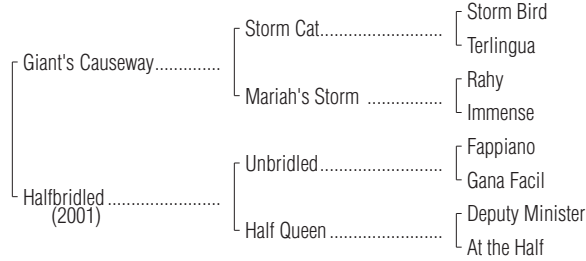 Storm Bird
Storm Cat..............................
Terlingua
Giant's Causeway..............
Rahy
Mariah's Storm ..................
Immense
Fappiano
Unbridled..............................
Gana Facil
Halfbridled ..........................
(2001)
Deputy Minister
Half Queen ...........................
At the Half